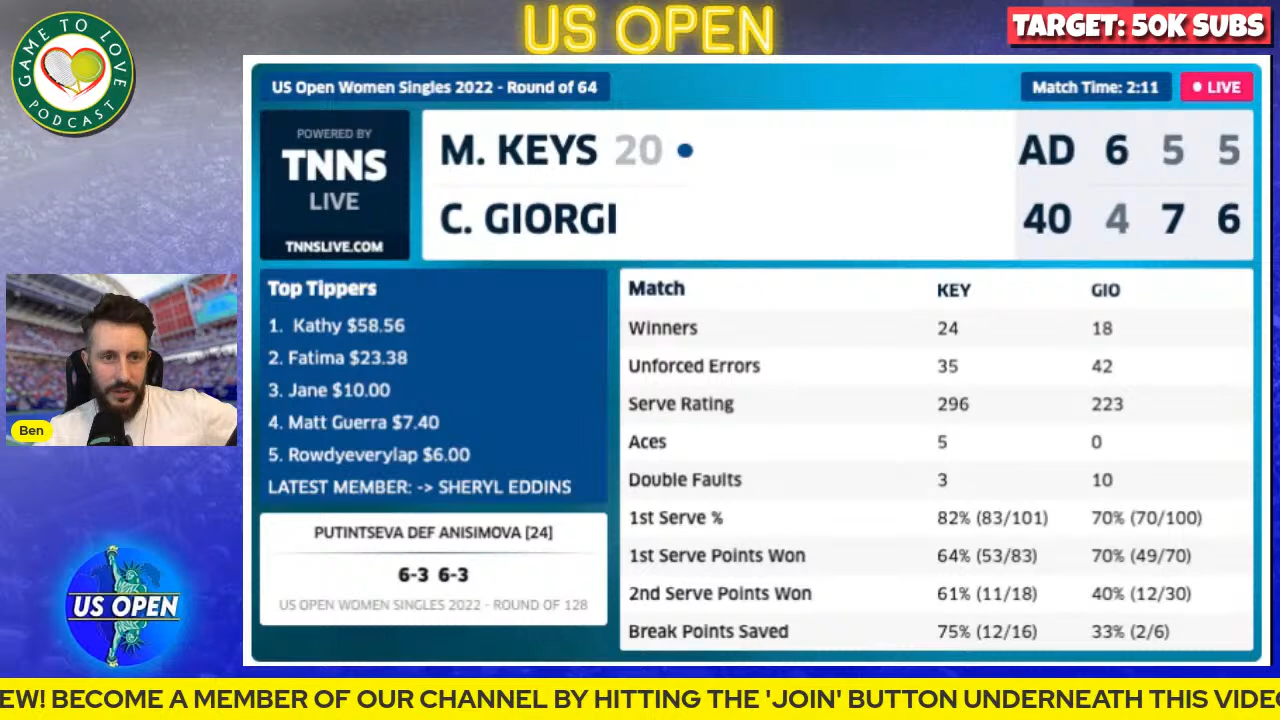 GAME TO LOVE
PODCAST
US OPEN
TARGET: 50K SUBS
US Open Women Singles 2022 - Round of 64
Match Time: 2:11
LIVE
POWERED BY
TNNS
LIVE
TNNSLIVE.COM
M. KEYS 20 AD 6 5 5
C. GIORGI 40 4 7 6
Top Tippers
1. Kathy $58.56
2. Fatima $23.38
3. Jane $10.00
4. Matt Guerra $7.40
5. Rowdyeverylap $6.00
LATEST MEMBER: -> SHERYL EDDINS
PUTINTSEVA DEF ANISIMOVA [24]
6-3 6-3
US OPEN WOMEN SINGLES 2022 - ROUND OF 128
Match KEY GIO
Winners 24 18
Unforced Errors 35 42
Serve Rating 296 223
Aces 5 0
Double Faults 3 10
1st Serve % 82% (83/101) 70% (70/100)
1st Serve Points Won 64% (53/83) 70% (49/70)
2nd Serve Points Won 61% (11/18) 40% (12/30)
Break Points Saved 75% (12/16) 33% (2/6)
Ben
US OPEN
EW! BECOME A MEMBER OF OUR CHANNEL BY HITTING THE 'JOIN' BUTTON UNDERNEATH THIS VIDEO